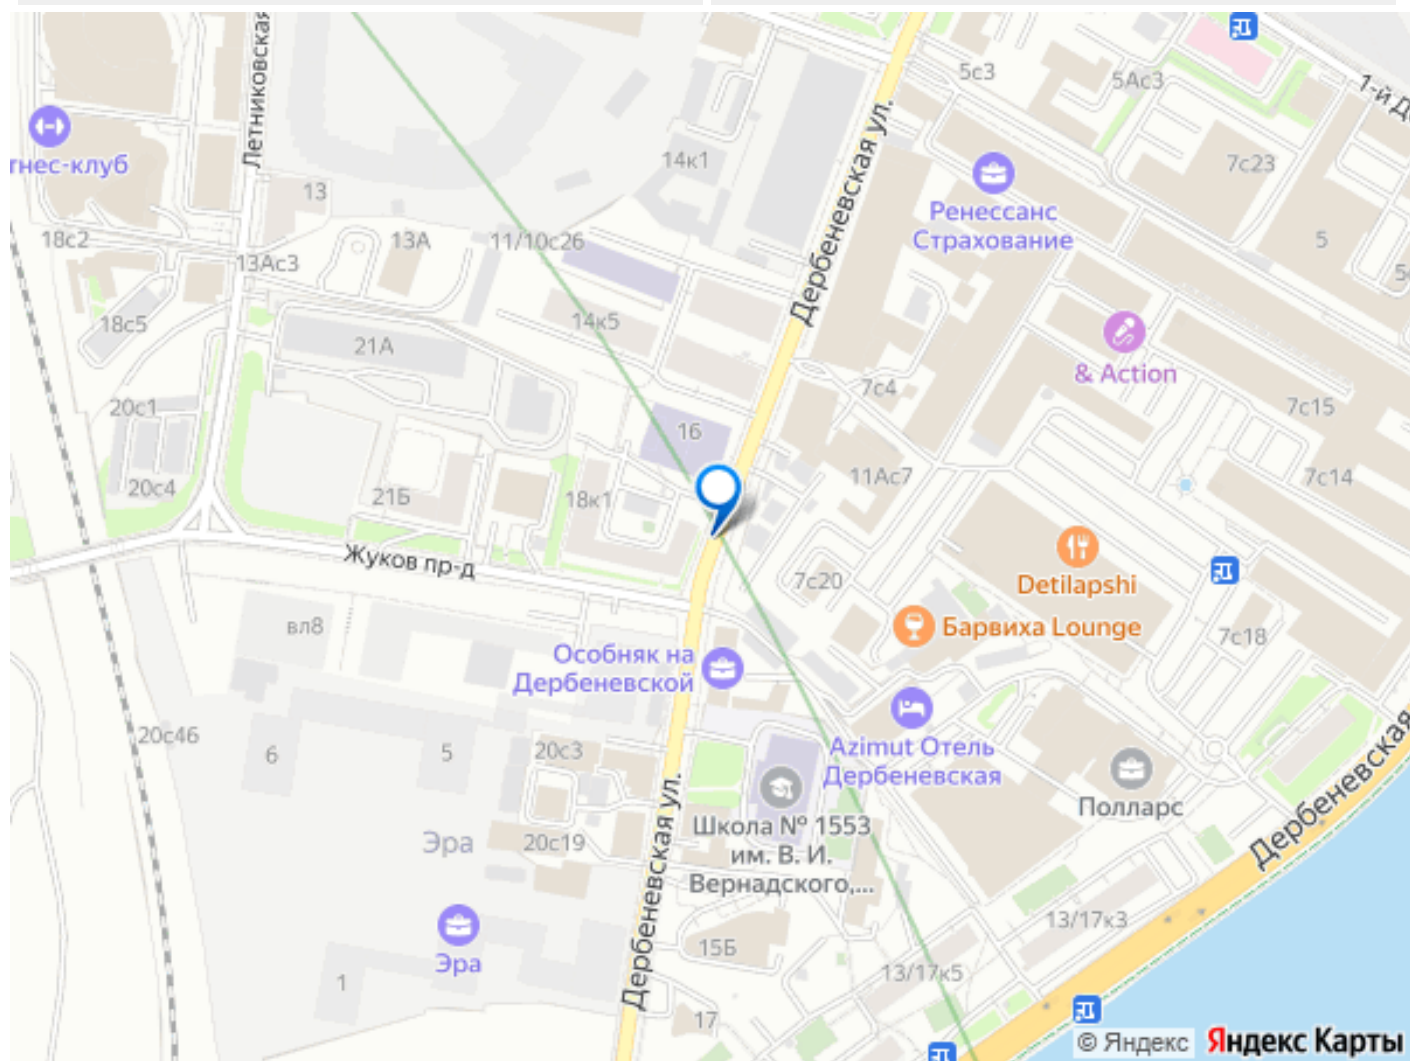 Летниковская
5с3
5Ас3
1-й Д
тнес-клуб
14к1
7с23
13
Ренессанс
Страхование
Дербеневская ул.
18с2
13А
11/10с26
5
13Ас3
18с5
14к5
21А
& Action
7с4
20с1
7с15
16
20с4
21Б
18к1
11Ас7
7с14
Жуков пр-д
7с20
Detilapshi
вл8
Барвиха Lounge
7с18
Особняк на
Дербеневской
20с46
6
5
20с3
Azimut Отель
Дербеневская
Полларс
Дербеневская
Дербеневская ул.
Эра
20с19
Школа № 1553
им. В. И.
Вернадского,...
Эра
15Б
13/17к3
13/17к5
1
17
© Яндекс Яндекс Карты